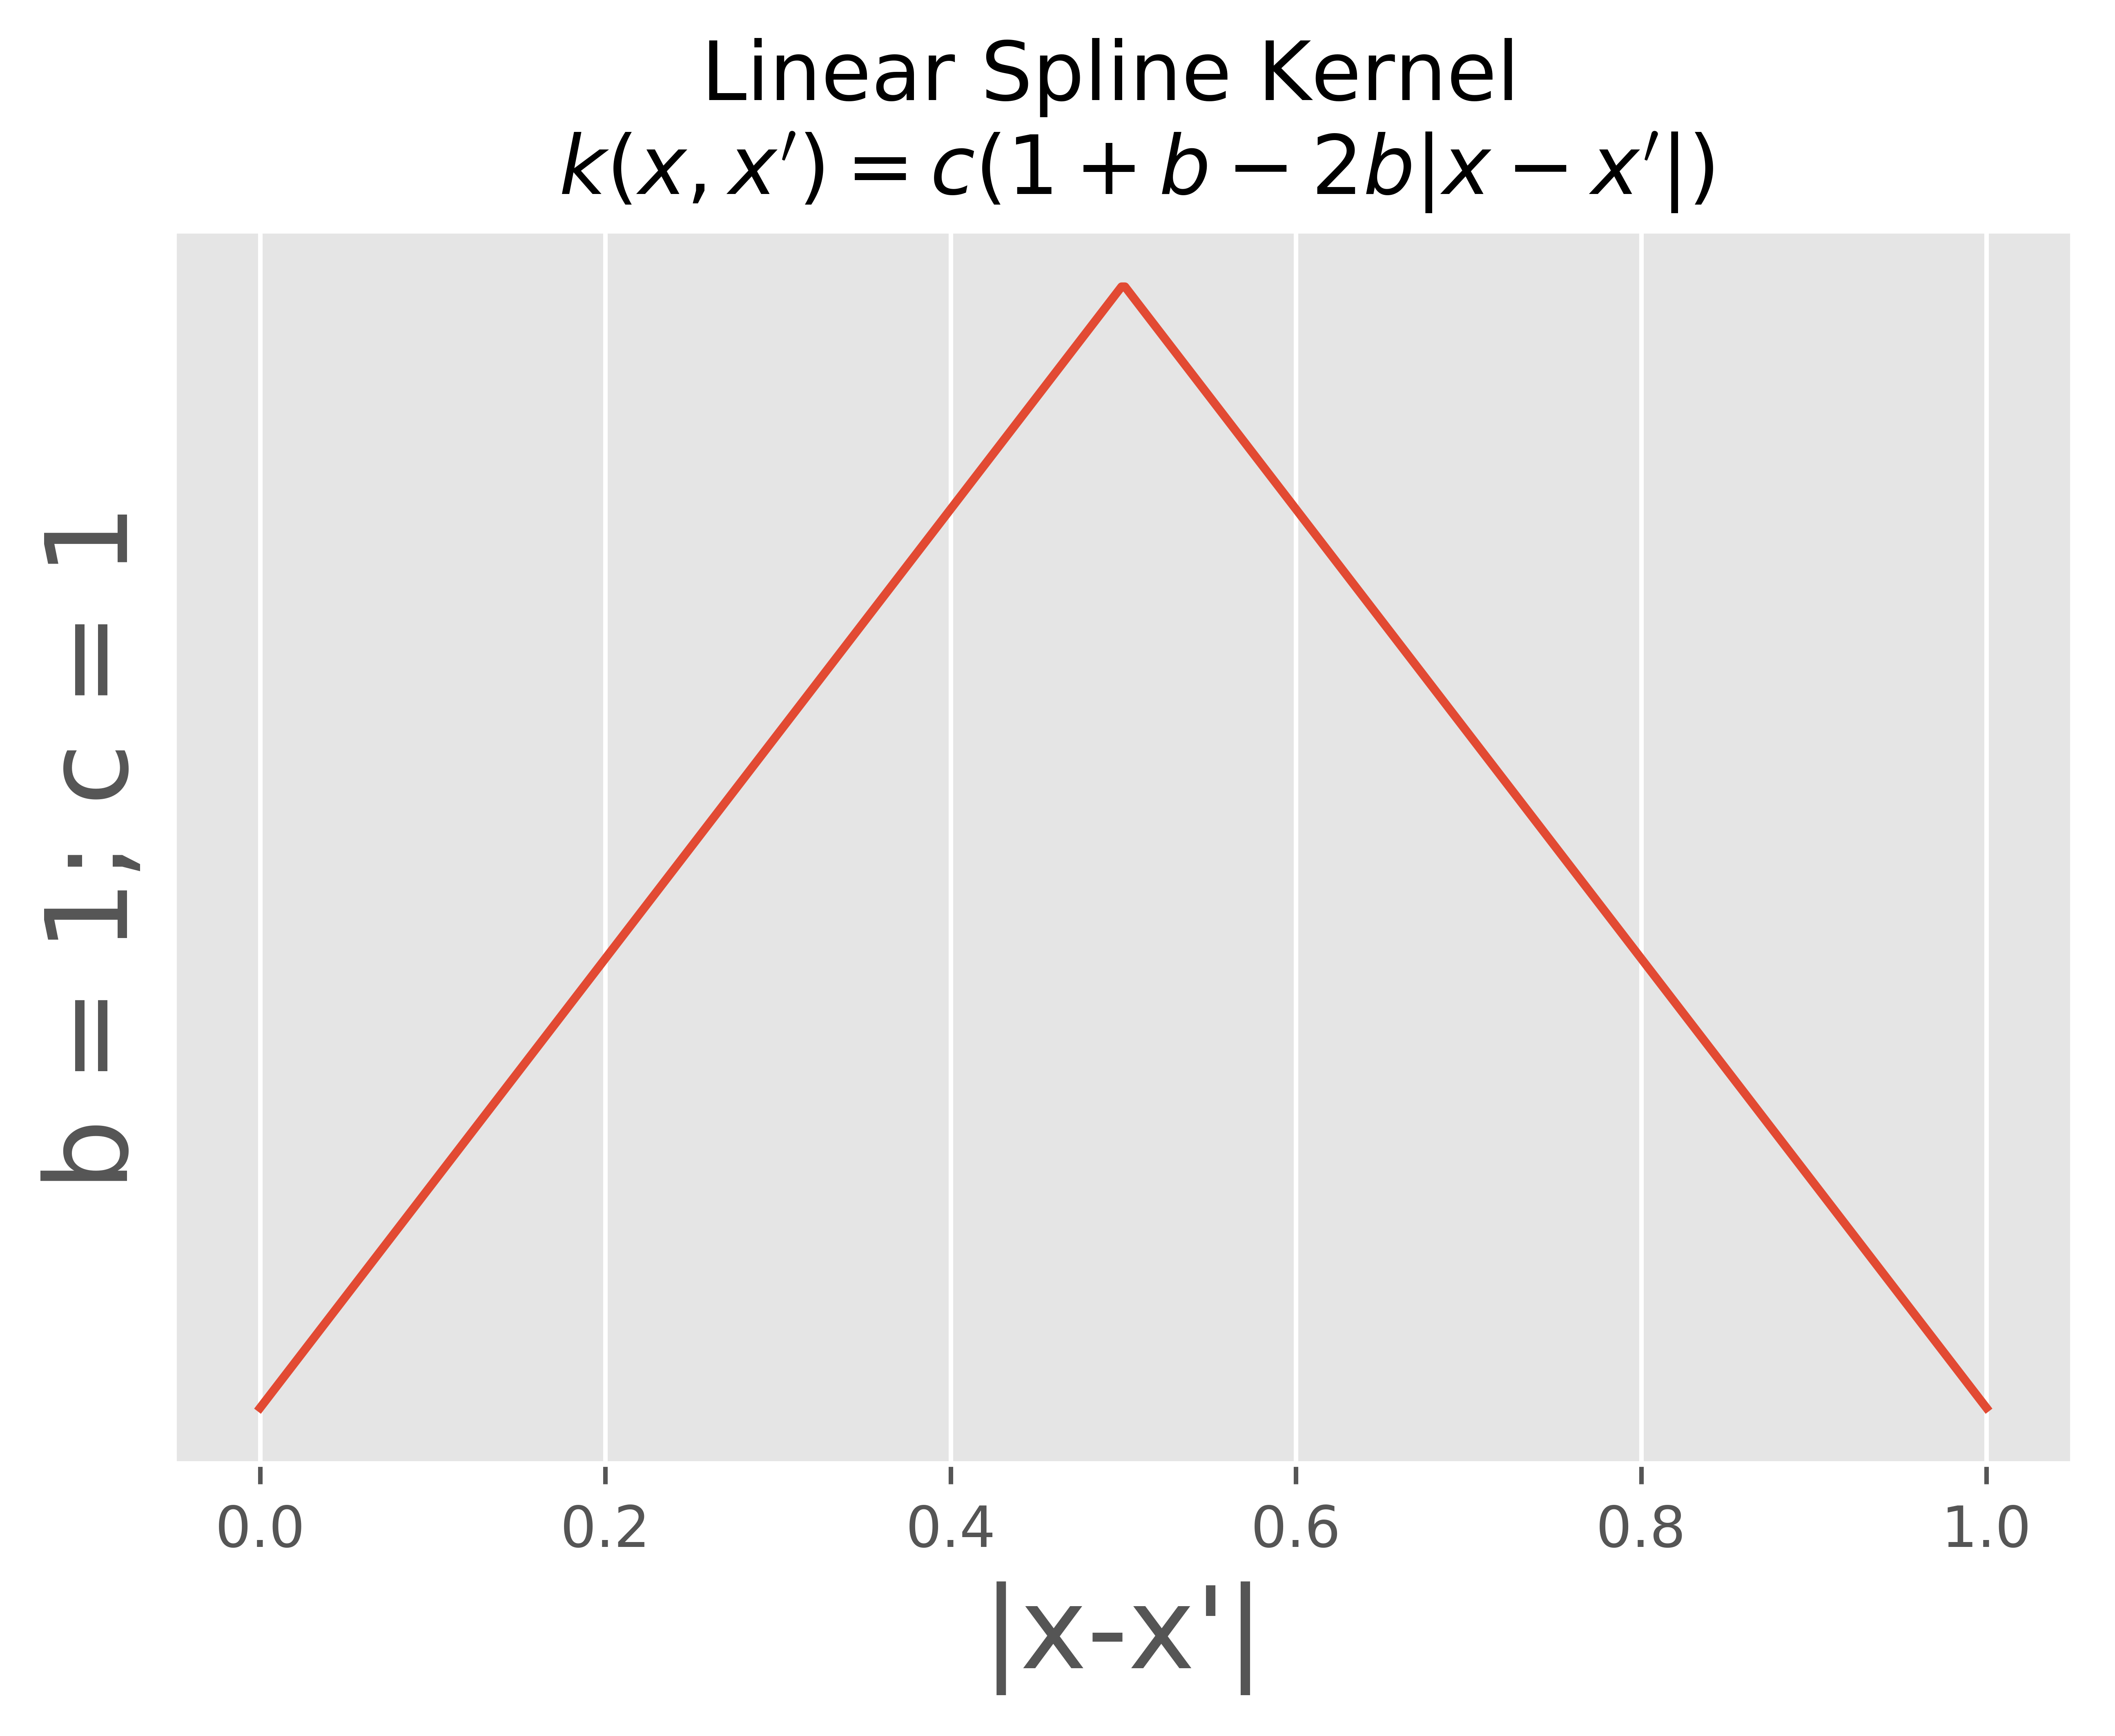 Linear Spline Kernel
k(x, x′) = c(1 + b − 2b|x − x′|)
b = 1; c = 1
0.0 0.2 0.4 0.6 0.8 1.0
|x-x'|